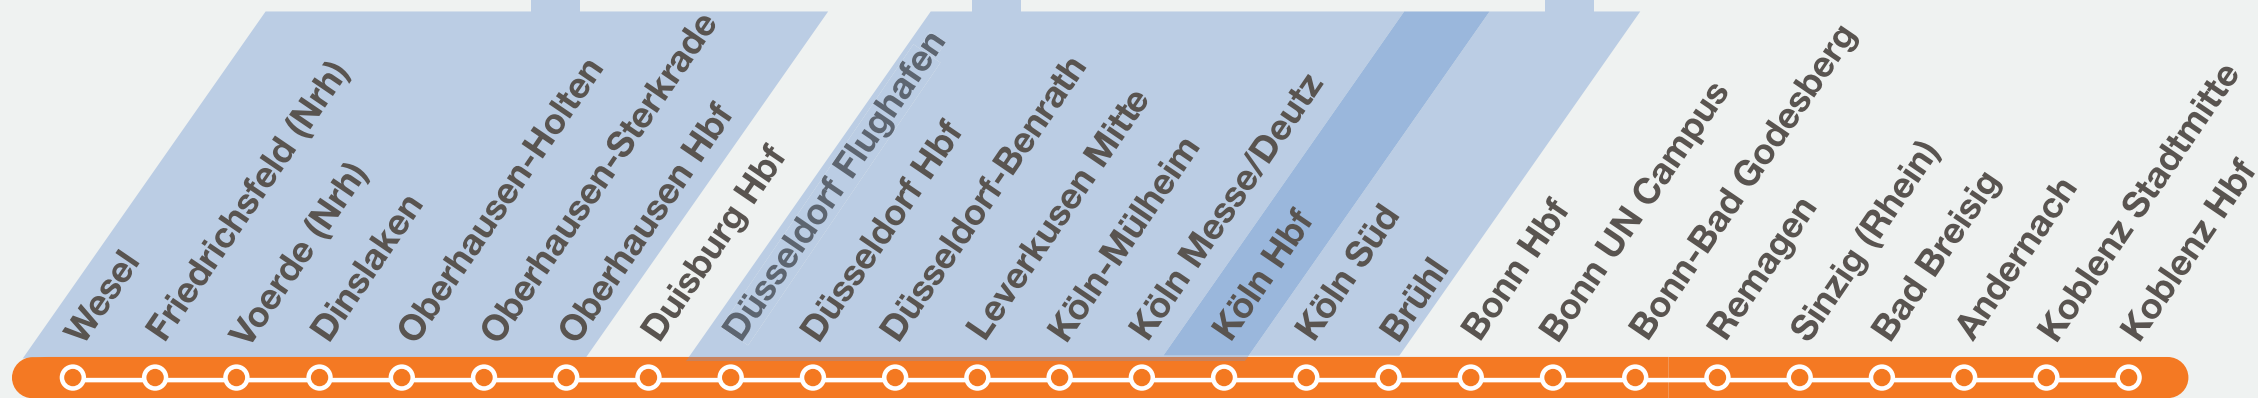 Wesel
Friedrichsfeld (Nrh)
Voerde (Nrh)
Dinslaken
Oberhausen-Holten
Oberhausen-Sterkrade
Oberhausen Hbf
Duisburg Hbf
Düsseldorf Flughafen
Düsseldorf Hbf
Düsseldorf-Benrath
Leverkusen Mitte
Köln-Mülheim
Köln Messe/Deutz
Köln Hbf
Köln Süd
Brühl
Bonn Hbf
Bonn UN Campus
Bonn-Bad Godesberg
Remagen
Sinzig (Rhein)
Bad Breisig
Andernach
Koblenz Stadtmitte
Koblenz Hbf